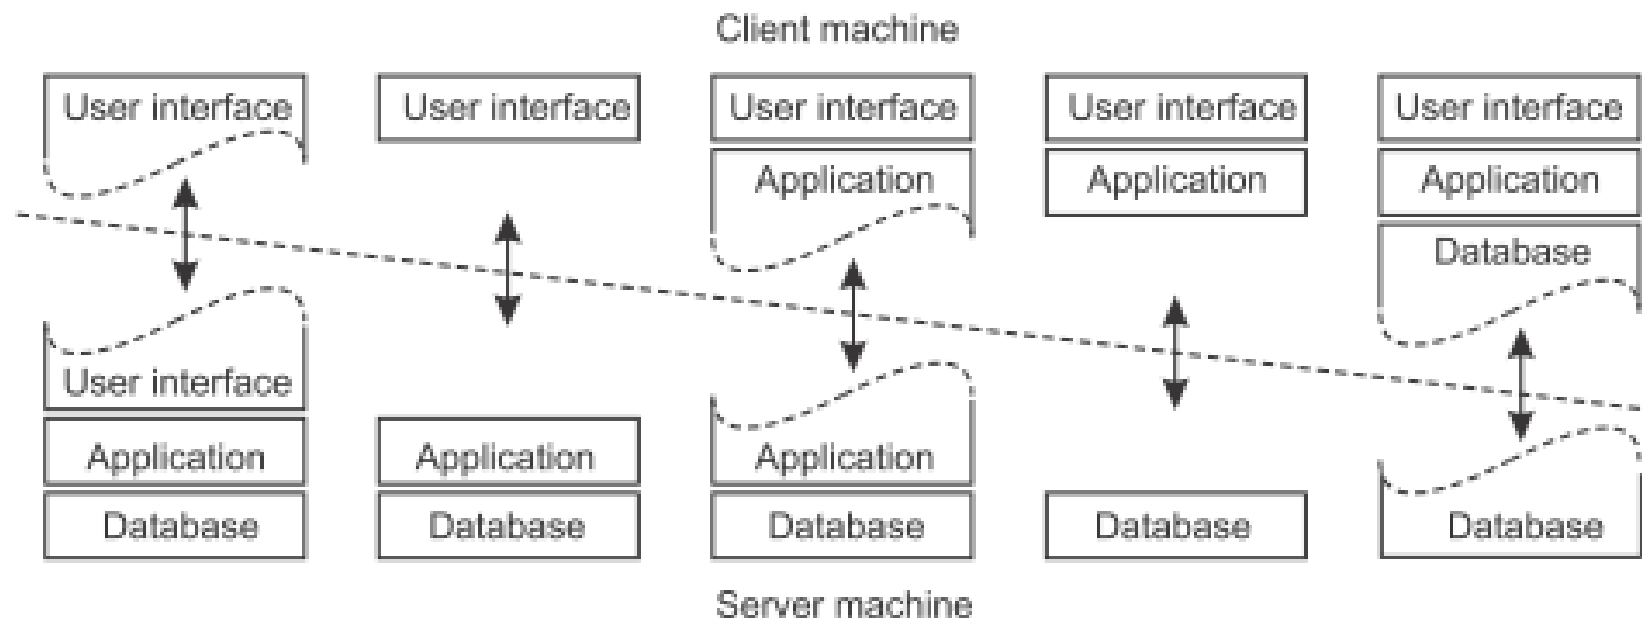 Client machine
User interface User interface User interface User interface User interface
Application Application Application
Database
User interface
Application Application Application
Database Database Database Database Database
Server machine